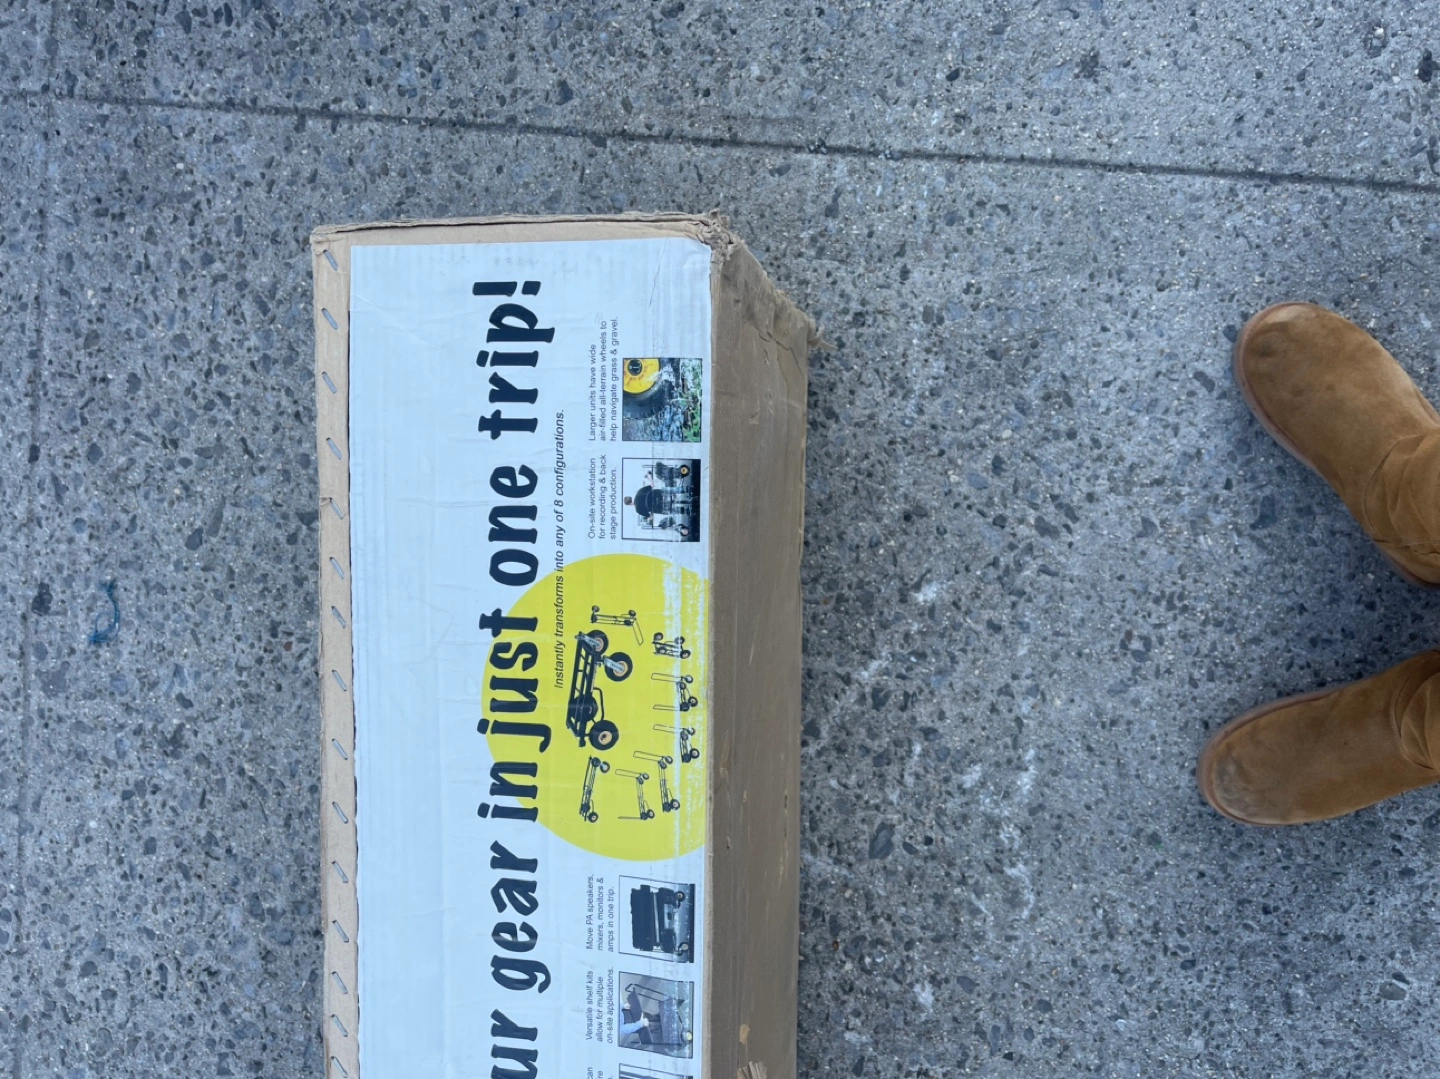 ur gear in just one trip!
Instantly transforms into any of 8 configurations.
can
re
Versatile shelf kits
allow for multiple
on-site applications.
Move PA speakers,
mixers, monitors &
amps in one trip.
On-site workstation
for recording & back
stage production.
Larger units have wide
air-filled all-terrain wheels to
help navigate grass & gravel.